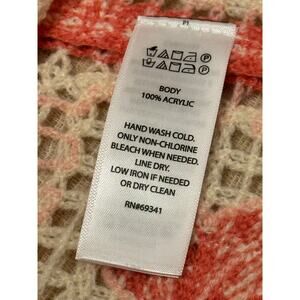 BODY
100% ACRYLIC
HAND WASH COLD.
ONLY NON-CHLORINE
BLEACH WHEN NEEDED.
LINE DRY.
LOW IRON IF NEEDED
OR DRY CLEAN
RN#69341